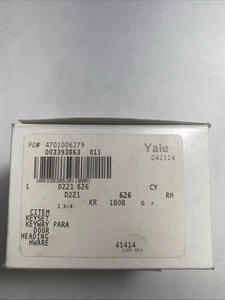 PO# 4701006279
Yale
003393863 011
042114
00033938630110001
1 D221 626 CY
D221 626 RH
1 3/4 KR 1808 6 P
CITEM
KEYSET
KEYWAY PARA
DOOR
HEADING
HWARE 41414